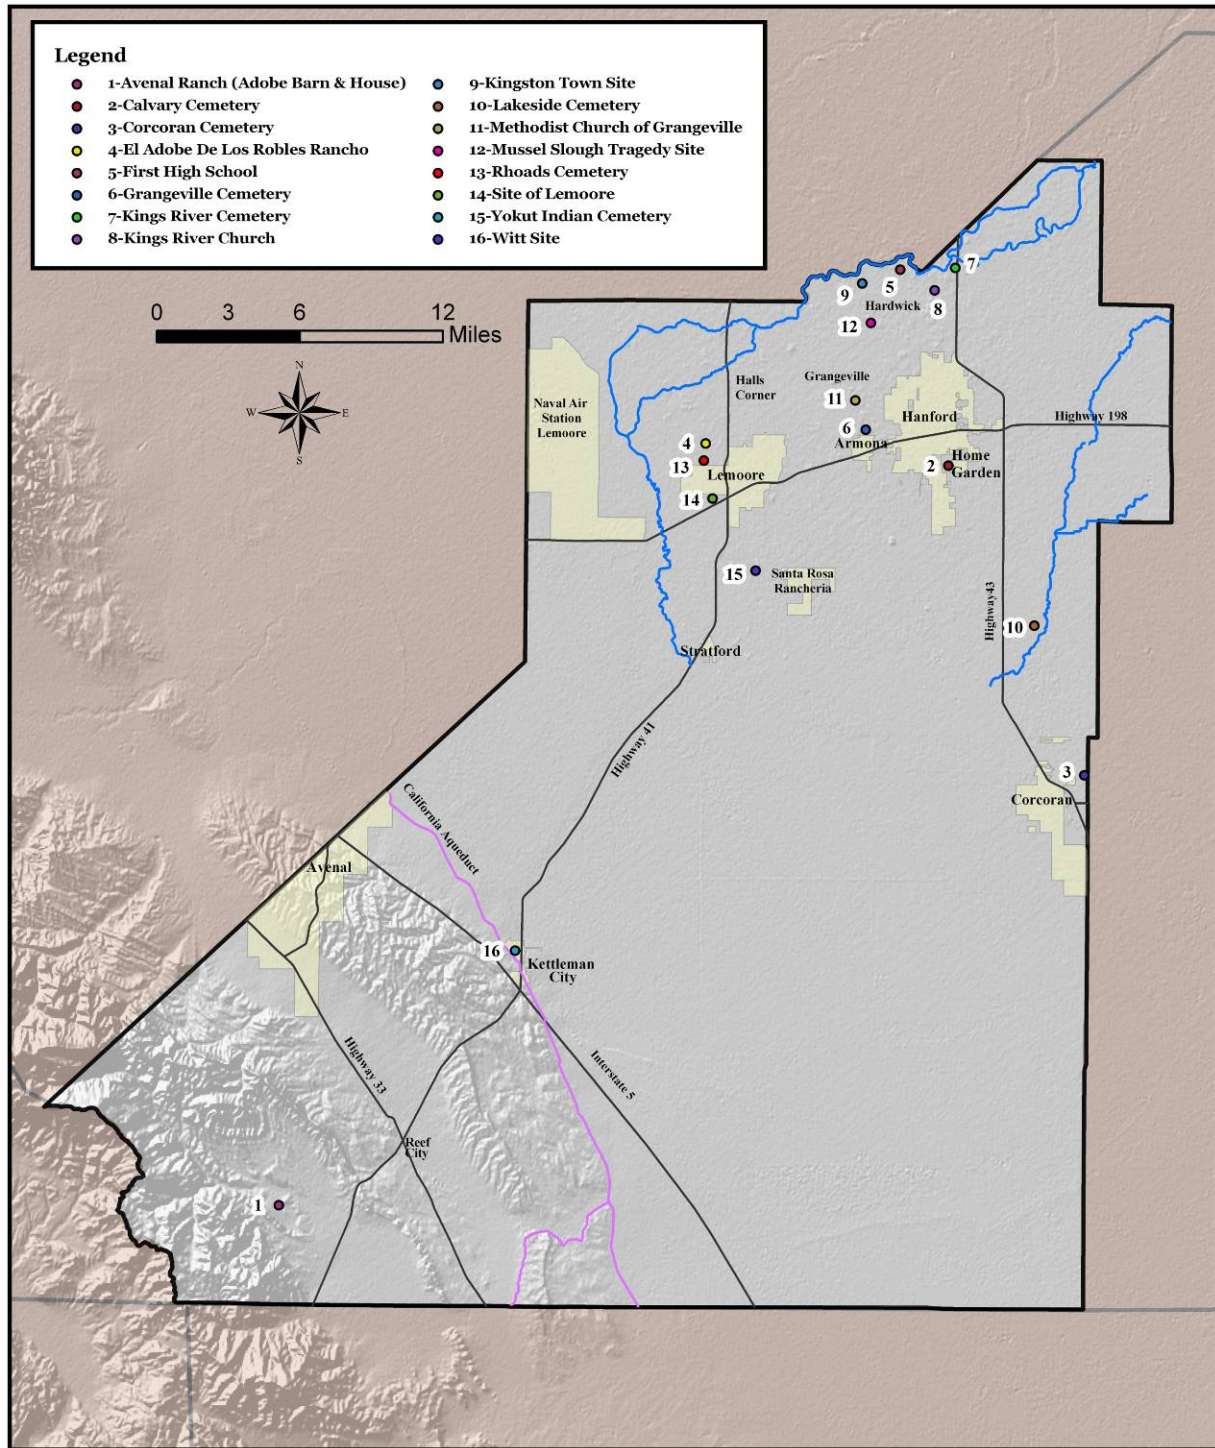 Legend
1-Avenal Ranch (Adobe Barn & House)
2-Calvary Cemetery
3-Corcoran Cemetery
4-El Adobe De Los Robles Rancho
5-First High School
6-Grangeville Cemetery
7-Kings River Cemetery
8-Kings River Church
9-Kingston Town Site
10-Lakeside Cemetery
11-Methodist Church of Grangeville
12-Mussel Slough Tragedy Site
13-Rhoads Cemetery
14-Site of Lemoore
15-Yokut Indian Cemetery
16-Witt Site
0 3 6 12
Miles
N
W E
S
7
5
9
8
Hardwick
12
Halls
Corner
Grangeville
11
Naval Air
Station
Lemoore
Hanford
Highway 198
6
Armona
4
13
Lemoore
2
Home
Garden
14
15
Santa Rosa
Rancheria
Highway43
10
Stratford
Highway 41
3
Corcoran
California Aqueduct
Avenal
16
Kettleman
City
Highway 33
Interstate 5
Reef
City
1